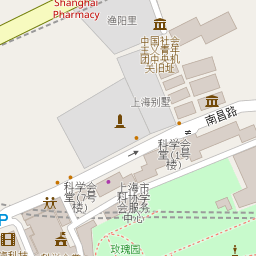 Shanghai
Pharmacy
渔阳里
中国社会
主义青年
团中央机
关旧址
上海别墅
南昌路
科学会
堂(1号
楼)
科学会
堂(7号
楼)
上海市
科协学
会服务
中心
P
玫瑰园